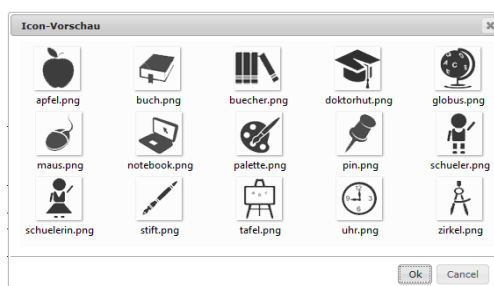 Icon-Vorschau
apfel.png buch.png buecher.png doktorhut.png globus.png
maus.png notebook.png palette.png pin.png schueler.png
schuelerin.png stift.png tafel.png uhr.png zirkel.png
Ok Cancel